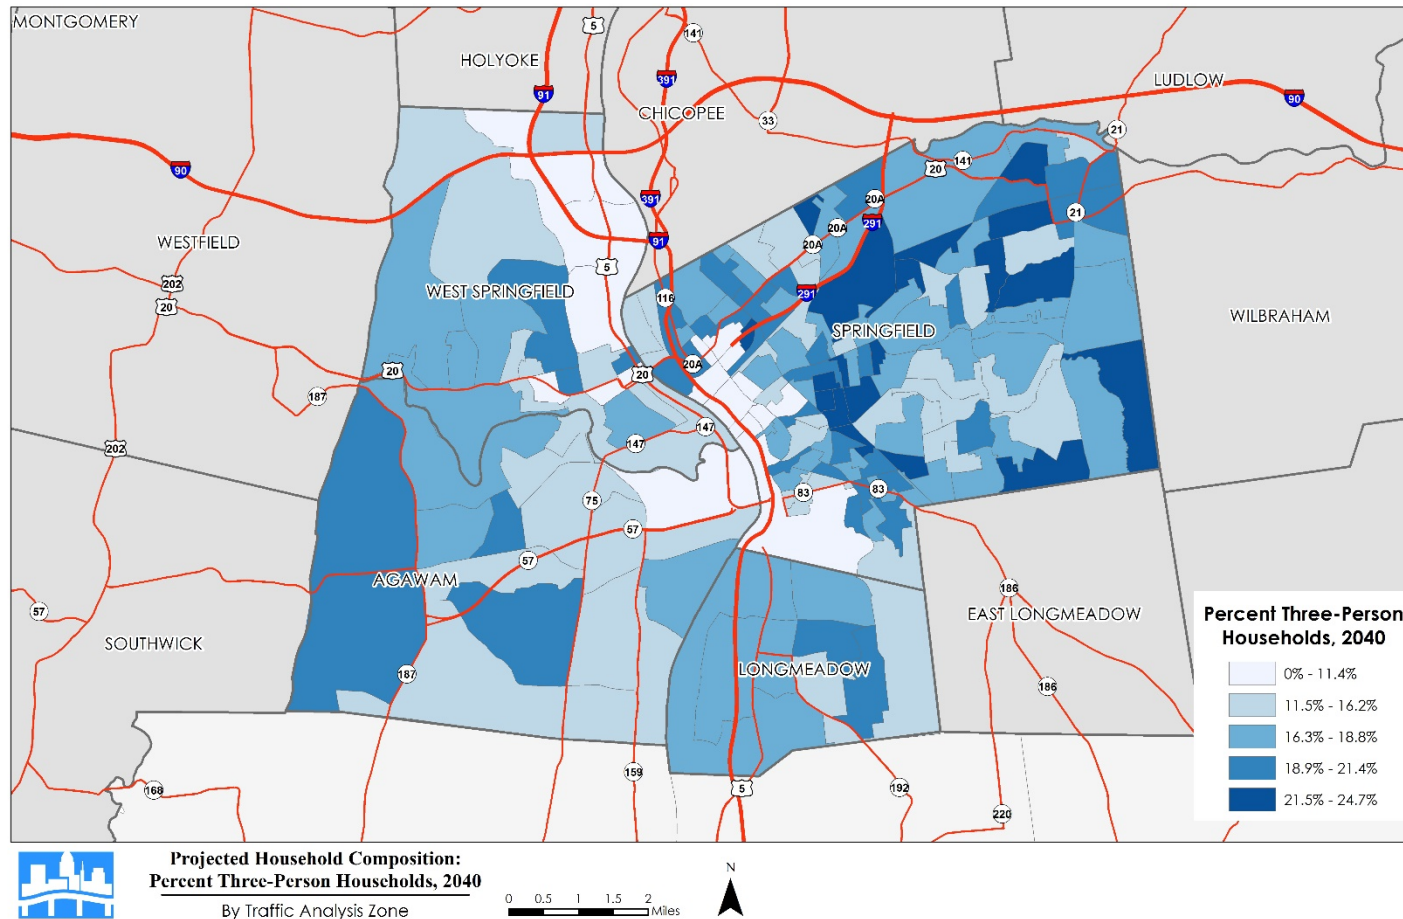 MONTGOMERY
5
141
HOLYOKE
391
LUDLOW
91
90
CHICOPEE
33
21
141
20
90
391
20A
21
291
20A
WESTFIELD
91
20A
5
202
WEST SPRINGFIELD
291
116
20
WILBRAHAM
SPRINGFIELD
20A
20
20
187
147
147
202
83
83
75
57
57
AGAWAM
186
57
EAST LONGMEADOW
SOUTHWICK
LONGMEADOW
187
186
159
5
192
168
220
Percent Three-Person
Households, 2040
0% - 11.4%
11.5% - 16.2%
16.3% - 18.8%
18.9% - 21.4%
21.5% - 24.7%
Projected Household Composition:
Percent Three-Person Households, 2040
By Traffic Analysis Zone
0 0.5 1 1.5 2
Miles
N